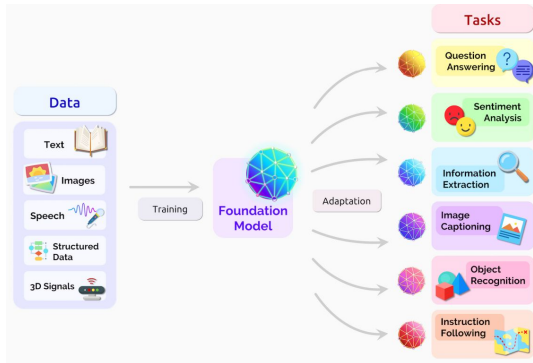 Tasks
Question
Answering
Data
Sentiment
Analysis
Text
Images
Information
Extraction
Speech
Training
Foundation
Model
Adaptation
Image
Captioning
Structured
Data
3D Signals
Object
Recognition
Instruction
Following